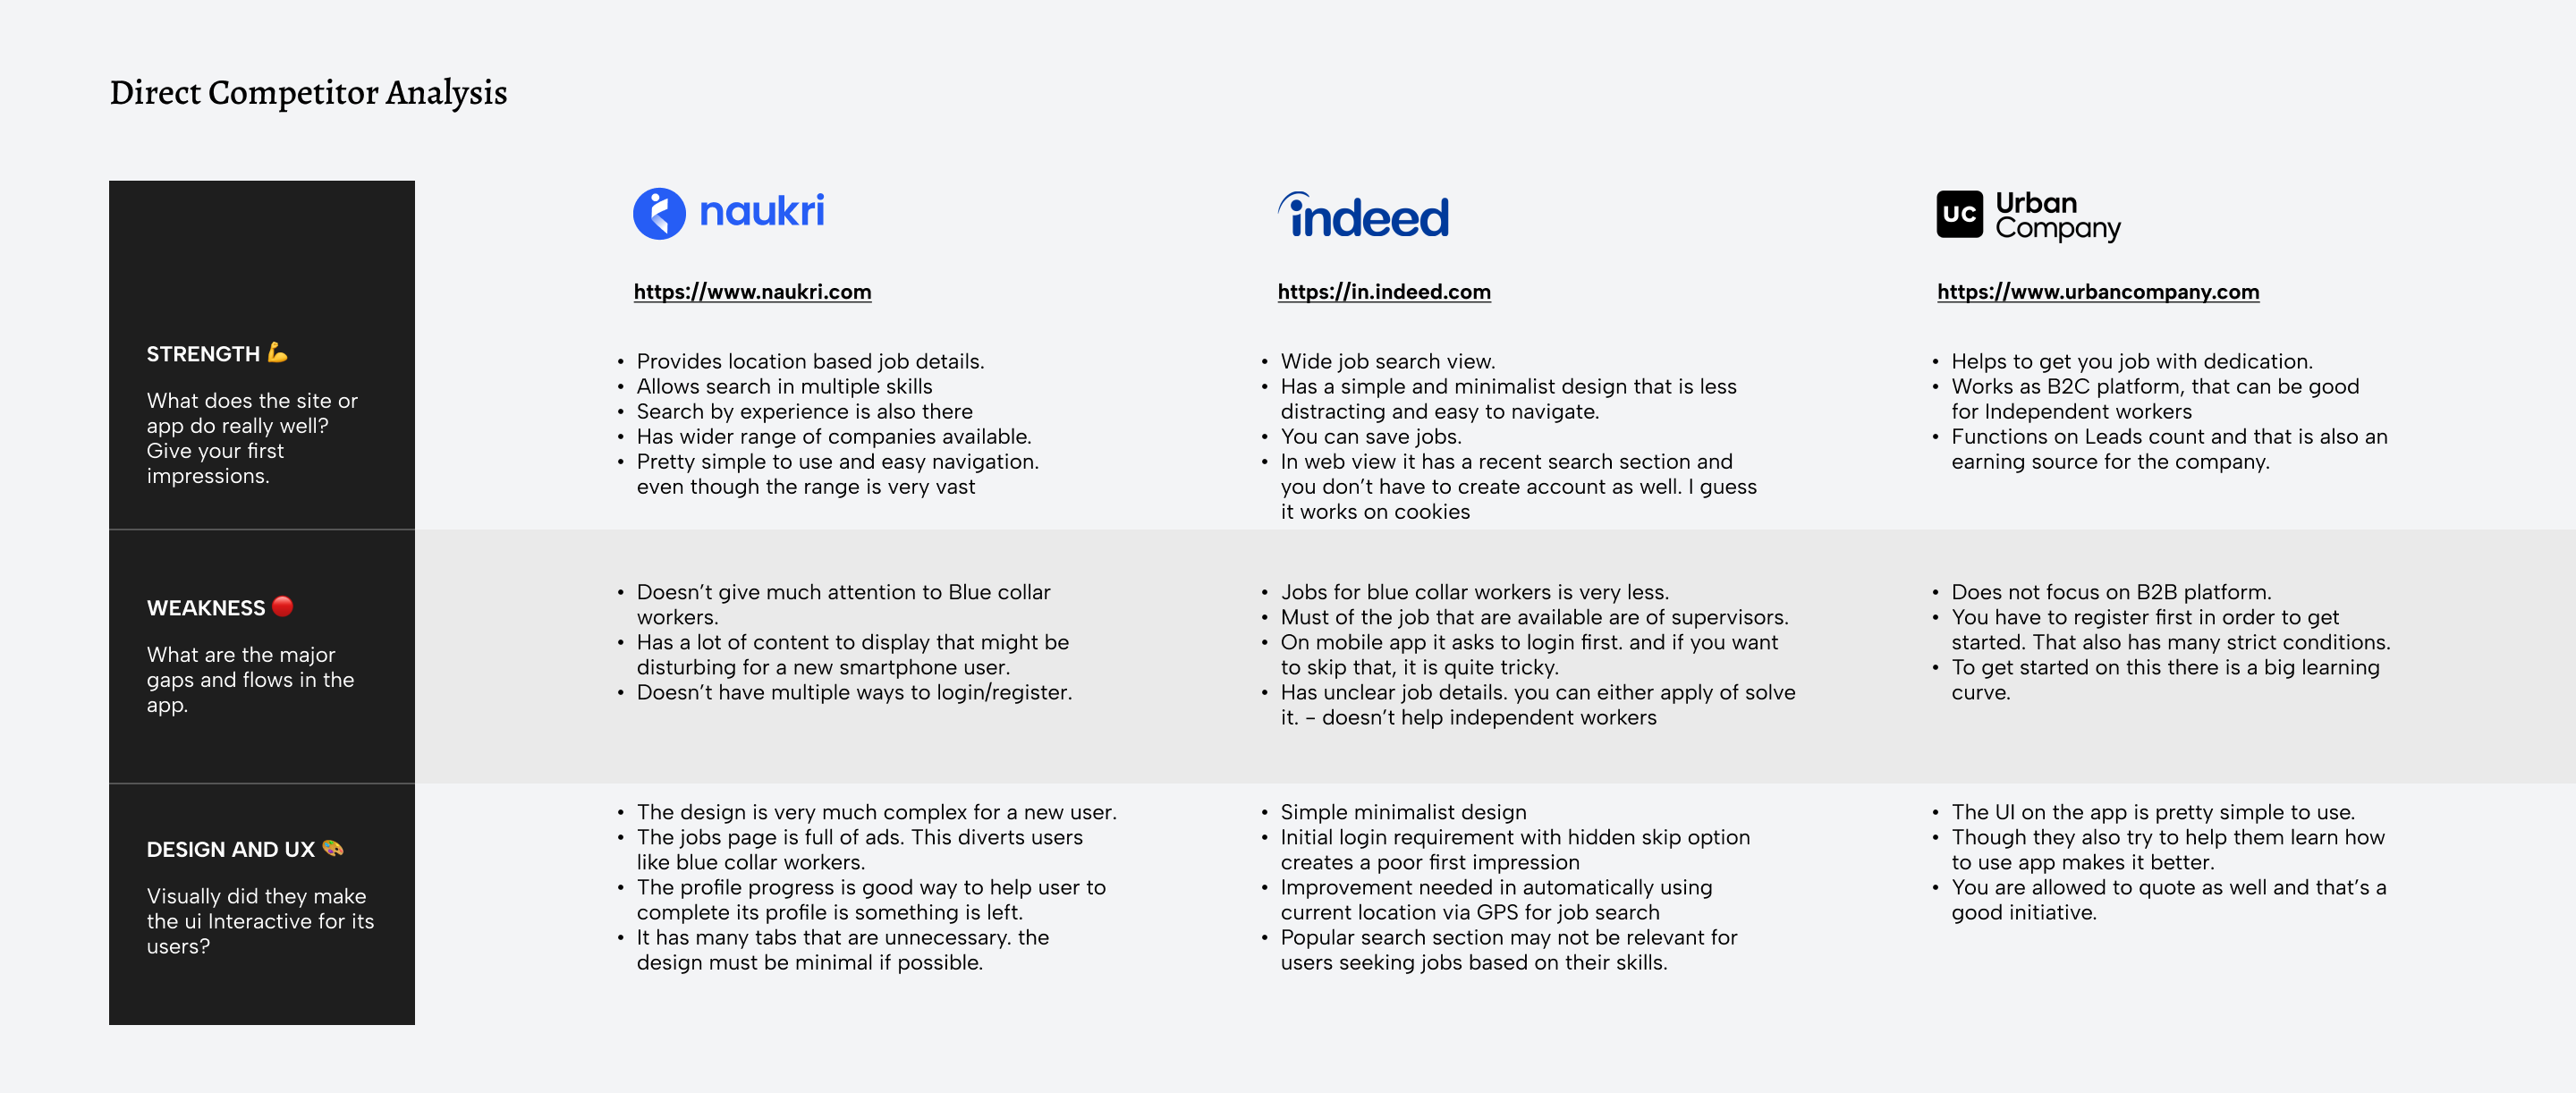 Direct Competitor Analysis
naukri
indeed
UC Urban
Company
https://www.naukri.com
https://in.indeed.com
https://www.urbancompany.com
STRENGTH 💪
What does the site or
app do really well?
Give your first
impressions.
• Provides location based job details.
• Allows search in multiple skills
• Search by experience is also there
• Has wider range of companies available.
• Pretty simple to use and easy navigation.
even though the range is very vast
• Wide job search view.
• Has a simple and minimalist design that is less
distracting and easy to navigate.
• You can save jobs.
• In web view it has a recent search section and
you don’t have to create account as well. I guess
it works on cookies
• Helps to get you job with dedication.
• Works as B2C platform, that can be good
for Independent workers
• Functions on Leads count and that is also an
earning source for the company.
WEAKNESS 🔴
What are the major
gaps and flows in the
app.
• Doesn’t give much attention to Blue collar
workers.
• Has a lot of content to display that might be
disturbing for a new smartphone user.
• Doesn’t have multiple ways to login/register.
• Jobs for blue collar workers is very less.
• Must of the job that are available are of supervisors.
• On mobile app it asks to login first. and if you want
to skip that, it is quite tricky.
• Has unclear job details. you can either apply of solve
it. - doesn’t help independent workers
• Does not focus on B2B platform.
• You have to register first in order to get
started. That also has many strict conditions.
• To get started on this there is a big learning
curve.
DESIGN AND UX 🎨
Visually did they make
the ui Interactive for its
users?
• The design is very much complex for a new user.
• The jobs page is full of ads. This diverts users
like blue collar workers.
• The profile progress is good way to help user to
complete its profile is something is left.
• It has many tabs that are unnecessary. the
design must be minimal if possible.
• Simple minimalist design
• Initial login requirement with hidden skip option
creates a poor first impression
• Improvement needed in automatically using
current location via GPS for job search
• Popular search section may not be relevant for
users seeking jobs based on their skills.
• The UI on the app is pretty simple to use.
• Though they also try to help them learn how
to use app makes it better.
• You are allowed to quote as well and that’s a
good initiative.